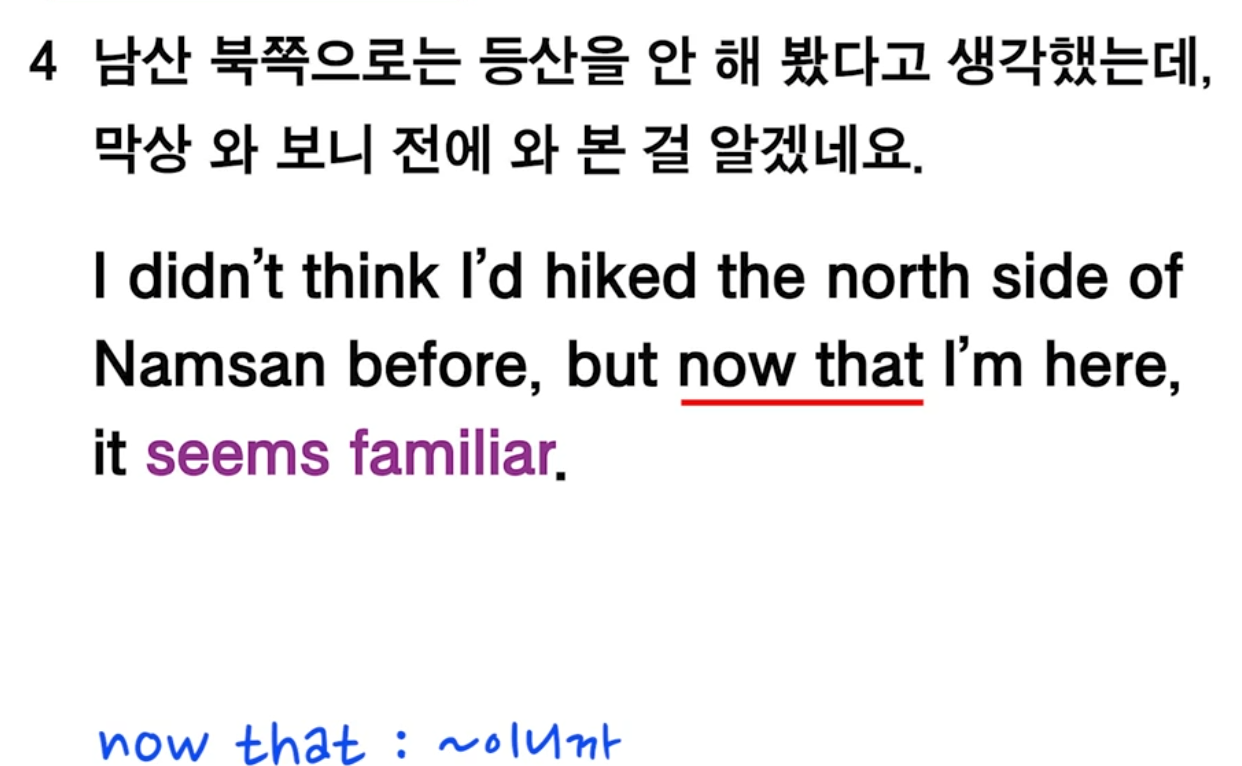 4 남산 북쪽으로는 등산을 안 해 봤다고 생각했는데,
막상 와 보니 전에 와 본 걸 알겠네요.
I didn't think I'd hiked the north side of
Namsan before, but now that I'm here,
it seems familiar.
now that : ~이니까